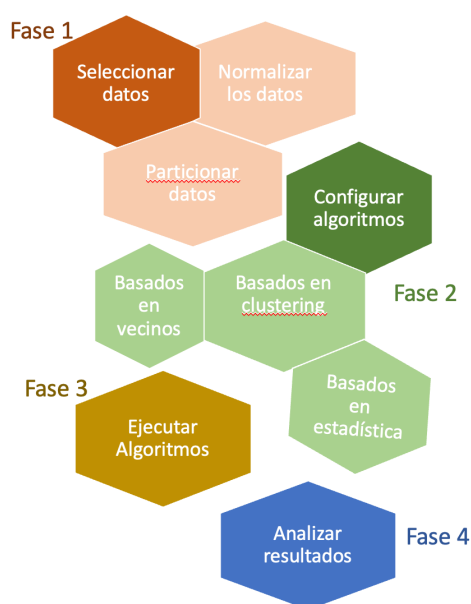 Fase 1
Seleccionar
datos
Normalizar
los datos
Particionar
datos
Configurar
algoritmos
Basados
en
vecinos
Basados en
clustering
Fase 2
Basados
en
estadística
Fase 3
Ejecutar
Algoritmos
Analizar
resultados
Fase 4